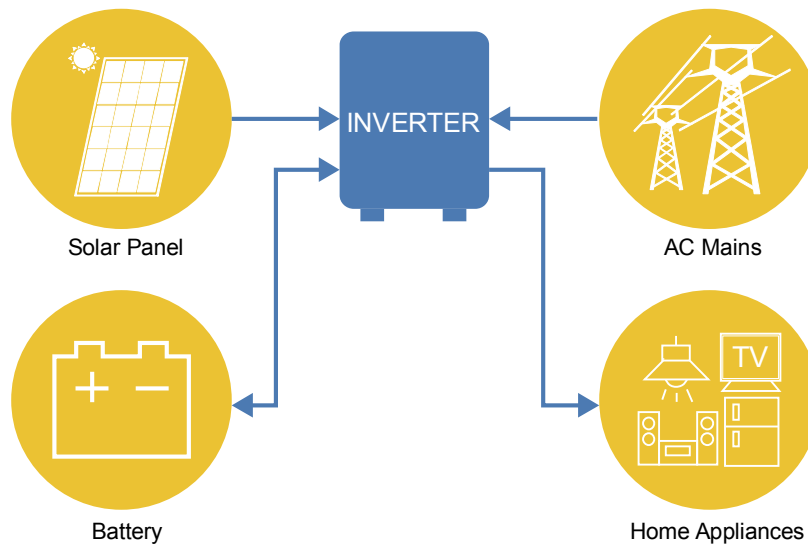 INVERTER
Solar Panel
AC Mains
TV
+ −
Battery
Home Appliances